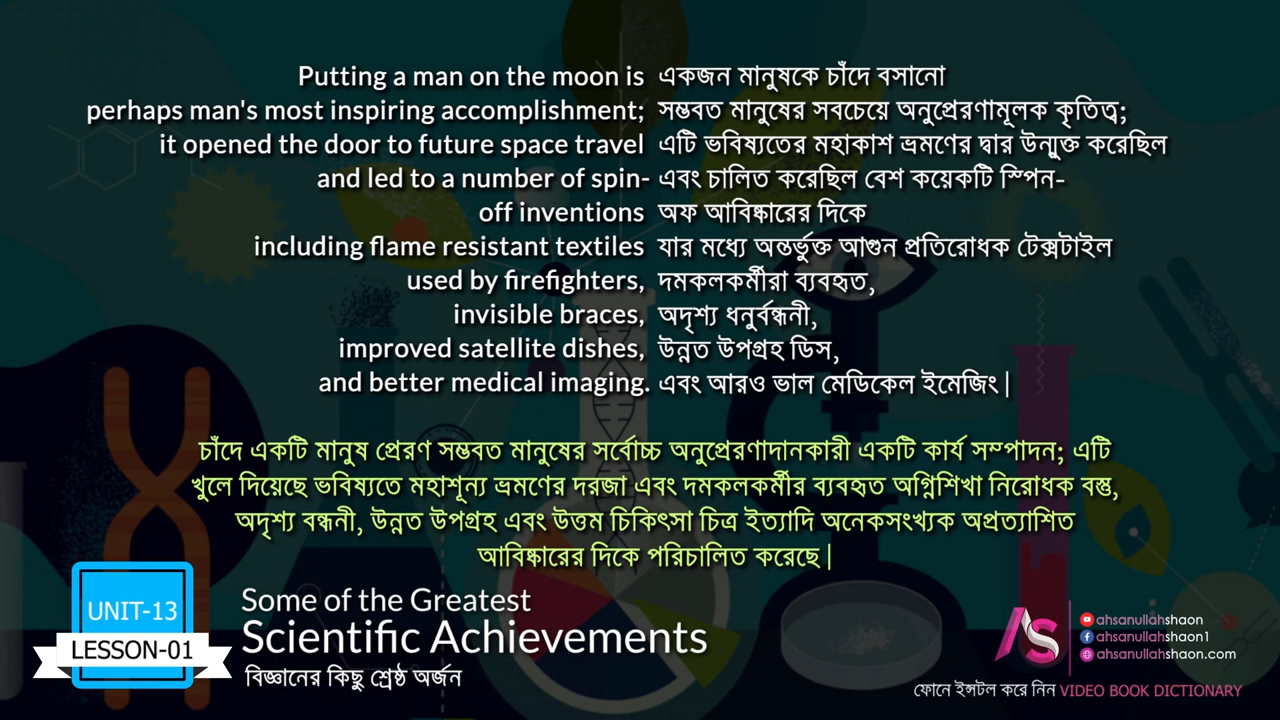 Putting a man on the moon is একজন মানুষকে চাঁদে বসানো
perhaps man's most inspiring accomplishment; সম্ভবত মানুষের সবচেয়ে অনুপ্রেরণামূলক কৃতিত্ব;
it opened the door to future space travel এটি ভবিষ্যতের মহাকাশ ভ্রমণের দ্বার উন্মুক্ত করেছিল
and led to a number of spin- এবং চালিত করেছিল বেশ কয়েকটি স্পিন-
off inventions অফ আবিষ্কারের দিকে
including flame resistant textiles যার মধ্যে অন্তর্ভুক্ত আগুন প্রতিরোধক টেক্সটাইল
used by firefighters, দমকলকর্মীরা ব্যবহৃত,
invisible braces, অদৃশ্য ধনুর্বন্ধনী,
improved satellite dishes, উন্নত উপগ্রহ ডিস,
and better medical imaging. এবং আরও ভাল মেডিকেল ইমেজিং|
চাঁদে একটি মানুষ প্রেরণ সম্ভবত মানুষের সর্বোচ্চ অনুপ্রেরণাদানকারী একটি কার্য সম্পাদন; এটি
খুলে দিয়েছে ভবিষ্যতে মহাশূন্য ভ্রমণের দরজা এবং দমকলকর্মীর ব্যবহৃত অগ্নিশিখা নিরোধক বস্তু,
অদৃশ্য বন্ধনী, উন্নত উপগ্রহ এবং উত্তম চিকিৎসা চিত্র ইত্যাদি অনেকসংখ্যক অপ্রত্যাশিত
আবিষ্কারের দিকে পরিচালিত করেছে|
UNIT-13
LESSON-01
Some of the Greatest
Scientific Achievements
বিজ্ঞানের কিছু শ্রেষ্ঠ অর্জন
As
ahsanullahshaon
ahsanullahshaon1
ahsanullahshaon.com
ফোনে ইন্সটল করে নিন VIDEO BOOK DICTIONARY